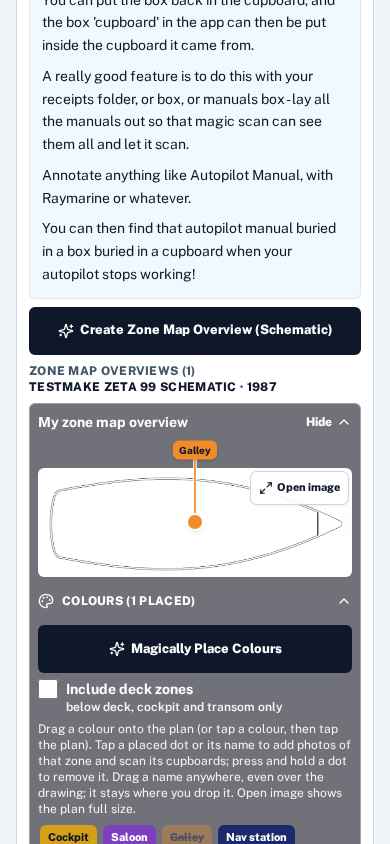 You can put the box back in the cupboard, and
the box 'cupboard' in the app can then be put
inside the cupboard it came from.
A really good feature is to do this with your
receipts folder, or box, or manuals box - lay all
the manuals out so that magic scan can see
them all and let it scan.
Annotate anything like Autopilot Manual, with
Raymarine or whatever.
You can then find that autopilot manual buried
in a box buried in a cupboard when your
autopilot stops working!
Create Zone Map Overview (Schematic)
ZONE MAP OVERVIEWS (1)
TESTMAKE ZETA 99 SCHEMATIC · 1987
My zone map overview
Hide
Galley
Open image
COLOURS (1 PLACED)
Magically Place Colours
Include deck zones
below deck, cockpit and transom only
Drag a colour onto the plan (or tap a colour, then tap
the plan). Tap a placed dot or its name to add photos of
that zone and scan its cupboards; press and hold a dot
to remove it. Drag a name anywhere, even over the
drawing; it stays where you drop it. Open image shows
the plan full size.
Cockpit Saloon Galley Nav station